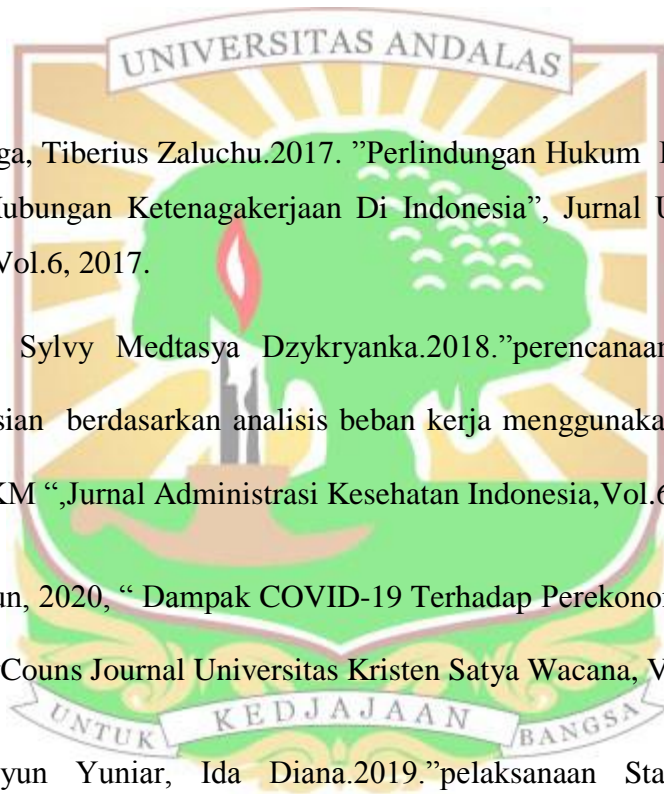 UNIVERSITAS ANDALAS
ga, Tiberius Zaluchu.2017. ”Perlindungan Hukum
Hubungan Ketenagakerjaan Di Indonesia”, Jurnal U
Vol.6, 2017.
Sylvy Medtasya Dzykryanka.2018.”perencanaan
sian berdasarkan analisis beban kerja menggunaka
KM “,Jurnal Administrasi Kesehatan Indonesia,Vol.6
un, 2020, “ Dampak COVID-19 Terhadap Perekono
Couns Journal Universitas Kristen Satya Wacana, V
UNTUK KEDJAJAAN BANGSA
yun Yuniar, Ida Diana.2019.”pelaksanaan Sta